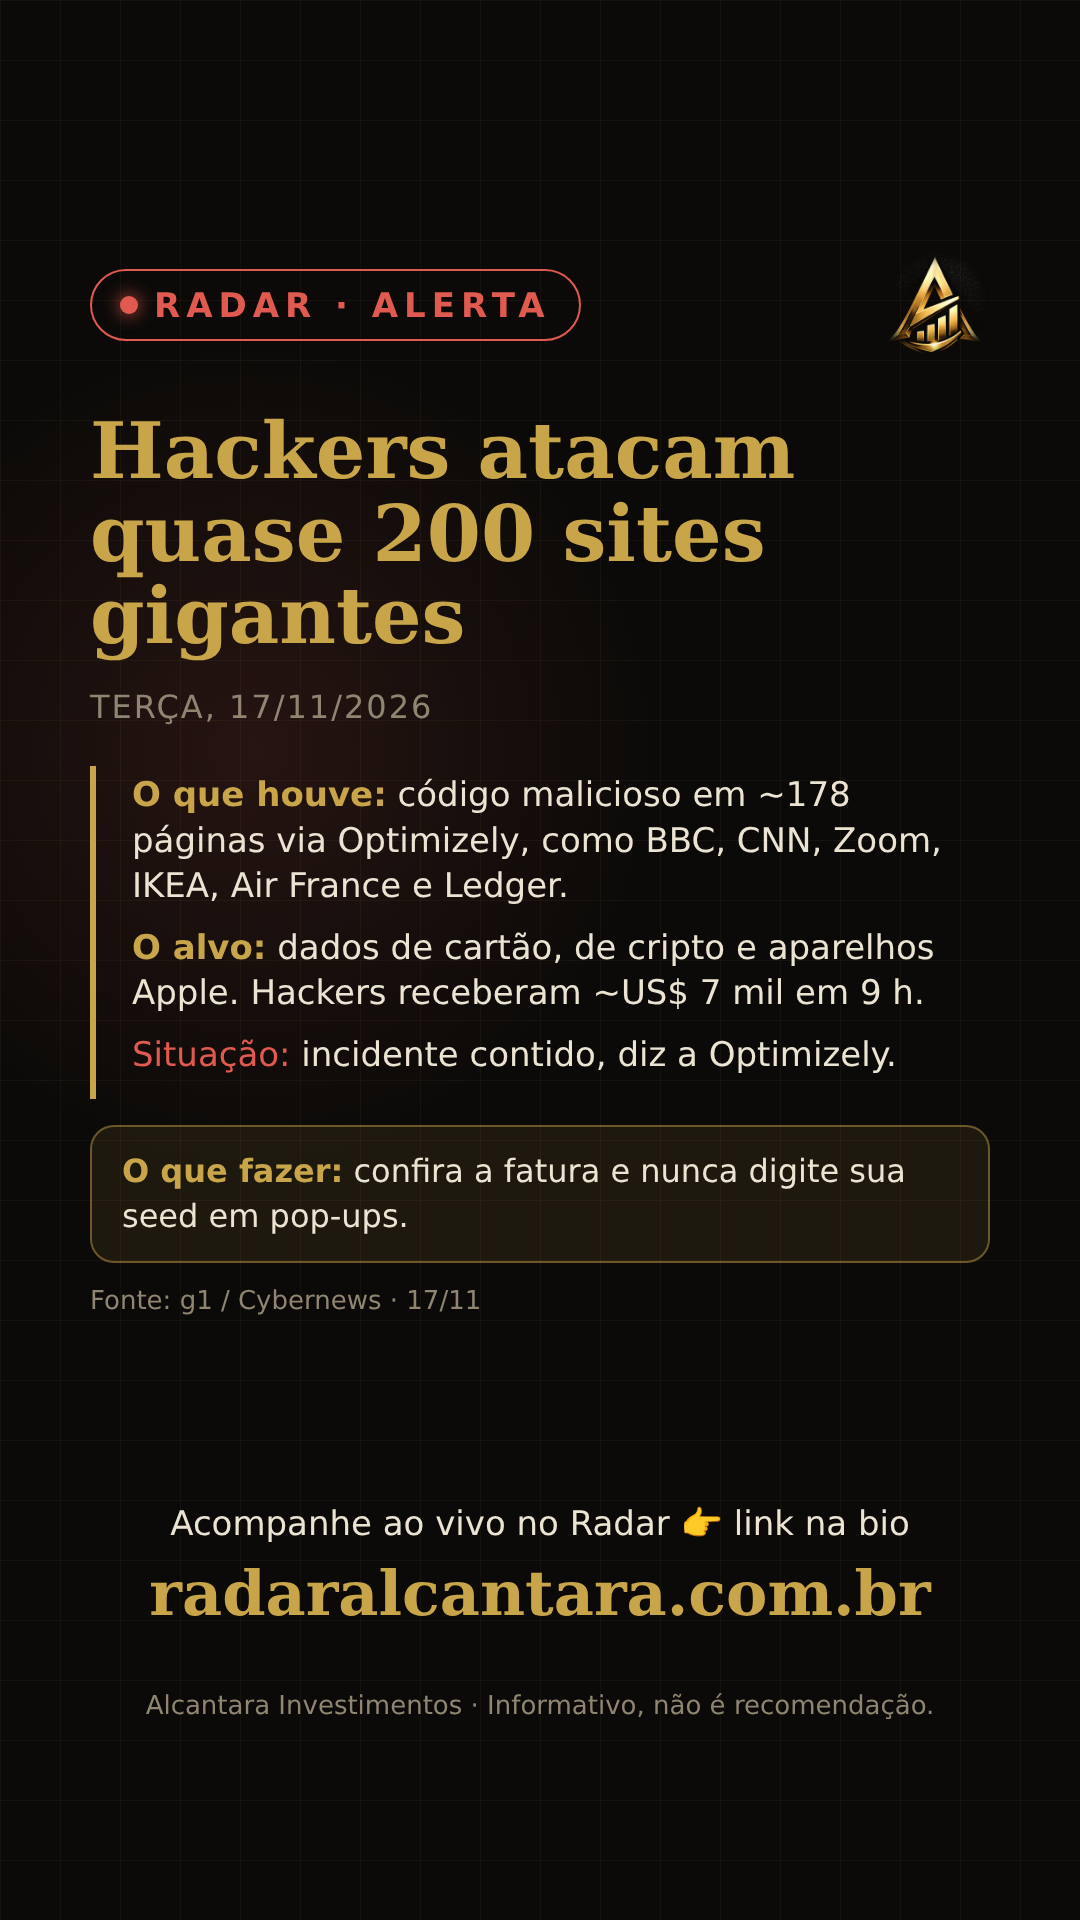 RADAR · ALERTA
Hackers atacam
quase 200 sites
gigantes
TERÇA, 17/11/2026
O que houve: código malicioso em ~178
páginas via Optimizely, como BBC, CNN, Zoom,
IKEA, Air France e Ledger.
O alvo: dados de cartão, de cripto e aparelhos
Apple. Hackers receberam ~US$ 7 mil em 9 h.
Situação: incidente contido, diz a Optimizely.
O que fazer: confira a fatura e nunca digite sua
seed em pop-ups.
Fonte: g1 / Cybernews · 17/11
Acompanhe ao vivo no Radar 👉 link na bio
radaralcantara.com.br
Alcantara Investimentos · Informativo, não é recomendação.